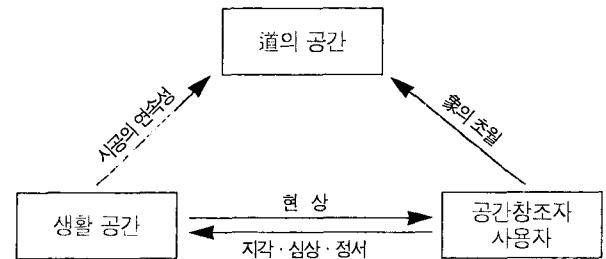 道의 공간
시공의 연속성
象의 초월
생활 공간
현 상
지각·심상·정서
공간창조자
사용자